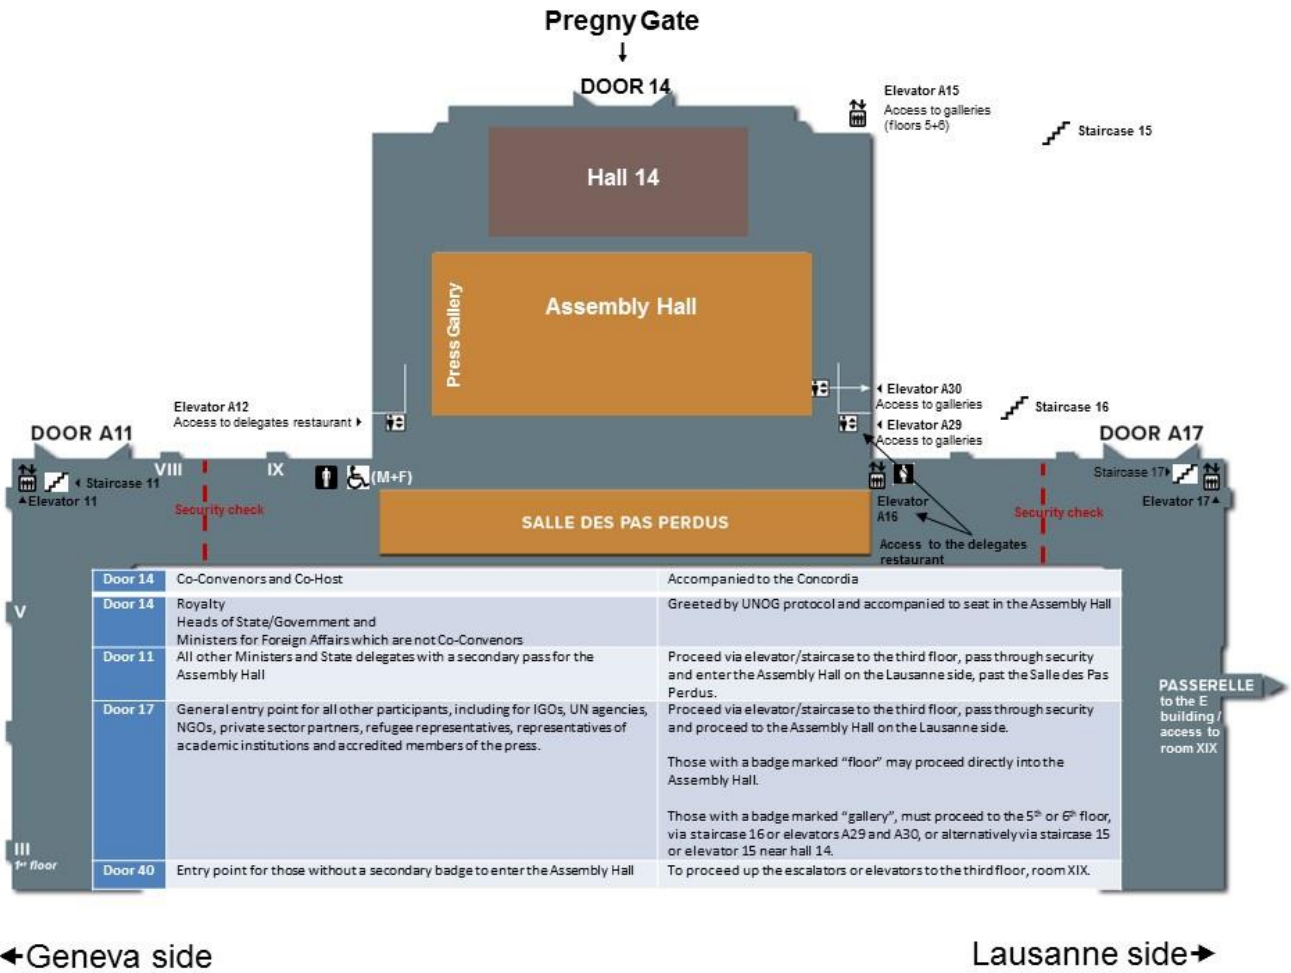 Pregny Gate
DOOR 14
Elevator A15
Access to galleries
(floors 5+6)
Staircase 15
Hall 14
Press Gallery
Assembly Hall
Elevator A12
Access to delegates restaurant
Elevator A30
Access to galleries
Staircase 16
Elevator A29
Access to galleries
DOOR A11
DOOR A17
VIII
IX
(M+F)
Staircase 11
Elevator 11
Security check
SALLE DES PAS PERDUS
Elevator
A16
Access to the delegates
restaurant
Staircase 17
Elevator 17
Security check
Door 14 Co-Convenors and Co-Host Accompanied to the Concordia
Door 14 Royalty Greeted by UNOG protocol and accompanied to seat in the Assembly Hall
Heads of State/Government and
Ministers for Foreign Affairs which are not Co-Convenors
Door 11 All other Ministers and State delegates with a secondary pass for the Proceed via elevator/staircase to the third floor, pass through security
Assembly Hall and enter the Assembly Hall on the Lausanne side, past the Salle des Pas
Perdus.
Door 17 General entry point for all other participants, including for IGOs, UN agencies, Proceed via elevator/staircase to the third floor, pass through security
NGOs, private sector partners, refugee representatives, representatives of and proceed to the Assembly Hall on the Lausanne side.
academic institutions and accredited members of the press.
Those with a badge marked “floor” may proceed directly into the
Assembly Hall.
Those with a badge marked “gallery”, must proceed to the 5th or 6th floor,
via staircase 16 or elevators A29 and A30, or alternatively via staircase 15
or elevator 15 near hall 14.
Door 40 Entry point for those without a secondary badge to enter the Assembly Hall To proceed up the escalators or elevators to the third floor, room XIX.
V
III
1st floor
PASSERELLE
to the E
building /
access to
room XIX
Geneva side
Lausanne side